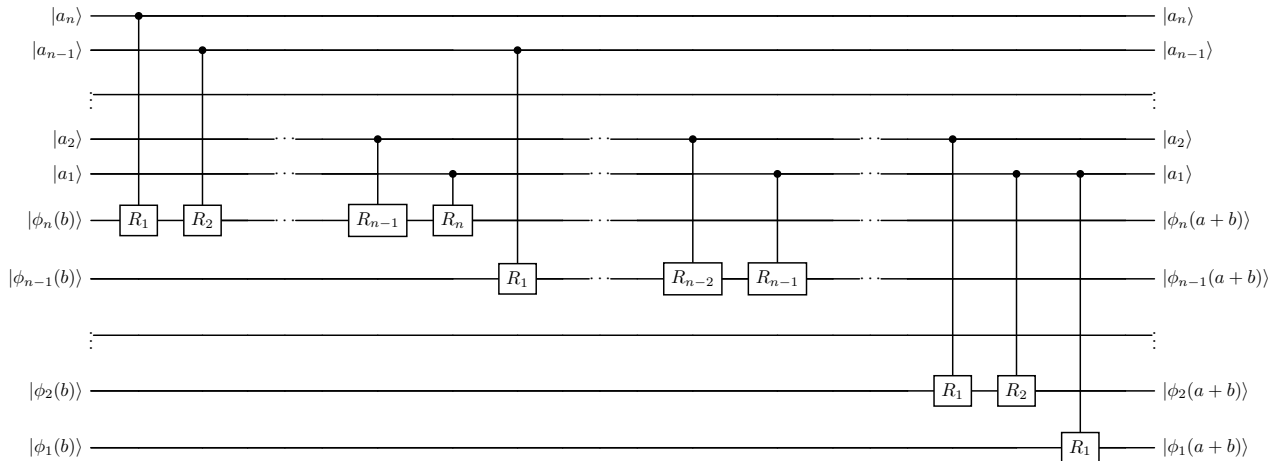 |a_n⟩ |a_n⟩
|a_{n−1}⟩ |a_{n−1}⟩
⋮ ⋮
|a_2⟩ ··· ··· ··· |a_2⟩
|a_1⟩ ··· ··· ··· |a_1⟩
|ϕ_n(b)⟩ R_1 R_2 ··· R_{n−1} R_n |ϕ_n(a + b)⟩
|ϕ_{n−1}(b)⟩ R_1 ··· R_{n−2} R_{n−1} ··· |ϕ_{n−1}(a + b)⟩
⋮ ⋮
|ϕ_2(b)⟩ R_1 R_2 |ϕ_2(a + b)⟩
|ϕ_1(b)⟩ R_1 |ϕ_1(a + b)⟩